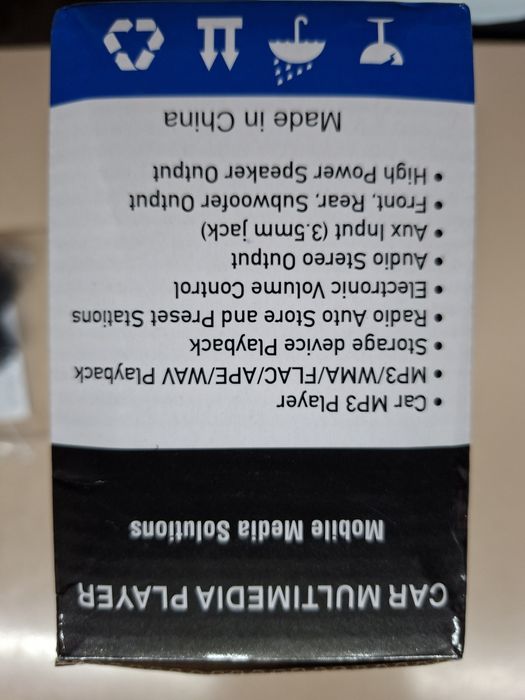 CAR MULTIMEDIA PLAYER
Mobile Media Solutions
• Car MP3 Player
• MP3/WMA/FLAC/APE/WAV Playback
• Storage device Playback
• Radio Auto Store and Preset Stations
• Electronic Volume Control
• Audio Stereo Output
• Aux Input (3.5mm jack)
• Front, Rear, Subwoofer Output
• High Power Speaker Output
Made in China